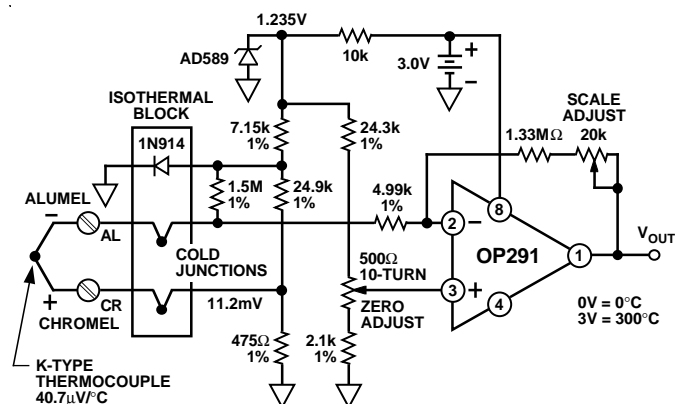 1.235V
AD589
10k
3.0V
+
−
ISOTHERMAL
BLOCK
1N914
7.15k
1%
24.3k
1%
SCALE
ADJUST
1.33MΩ
20k
ALUMEL
1.5M
1%
24.9k
1%
4.99k
1%
−
AL
COLD
JUNCTIONS
2
−
8
OP291
1
VOUT
500Ω
10-TURN
3
+
4
ZERO
ADJUST
0V = 0°C
3V = 300°C
+
CR
CHROMEL
11.2mV
475Ω
1%
2.1k
1%
K-TYPE
THERMOCOUPLE
40.7μV/°C